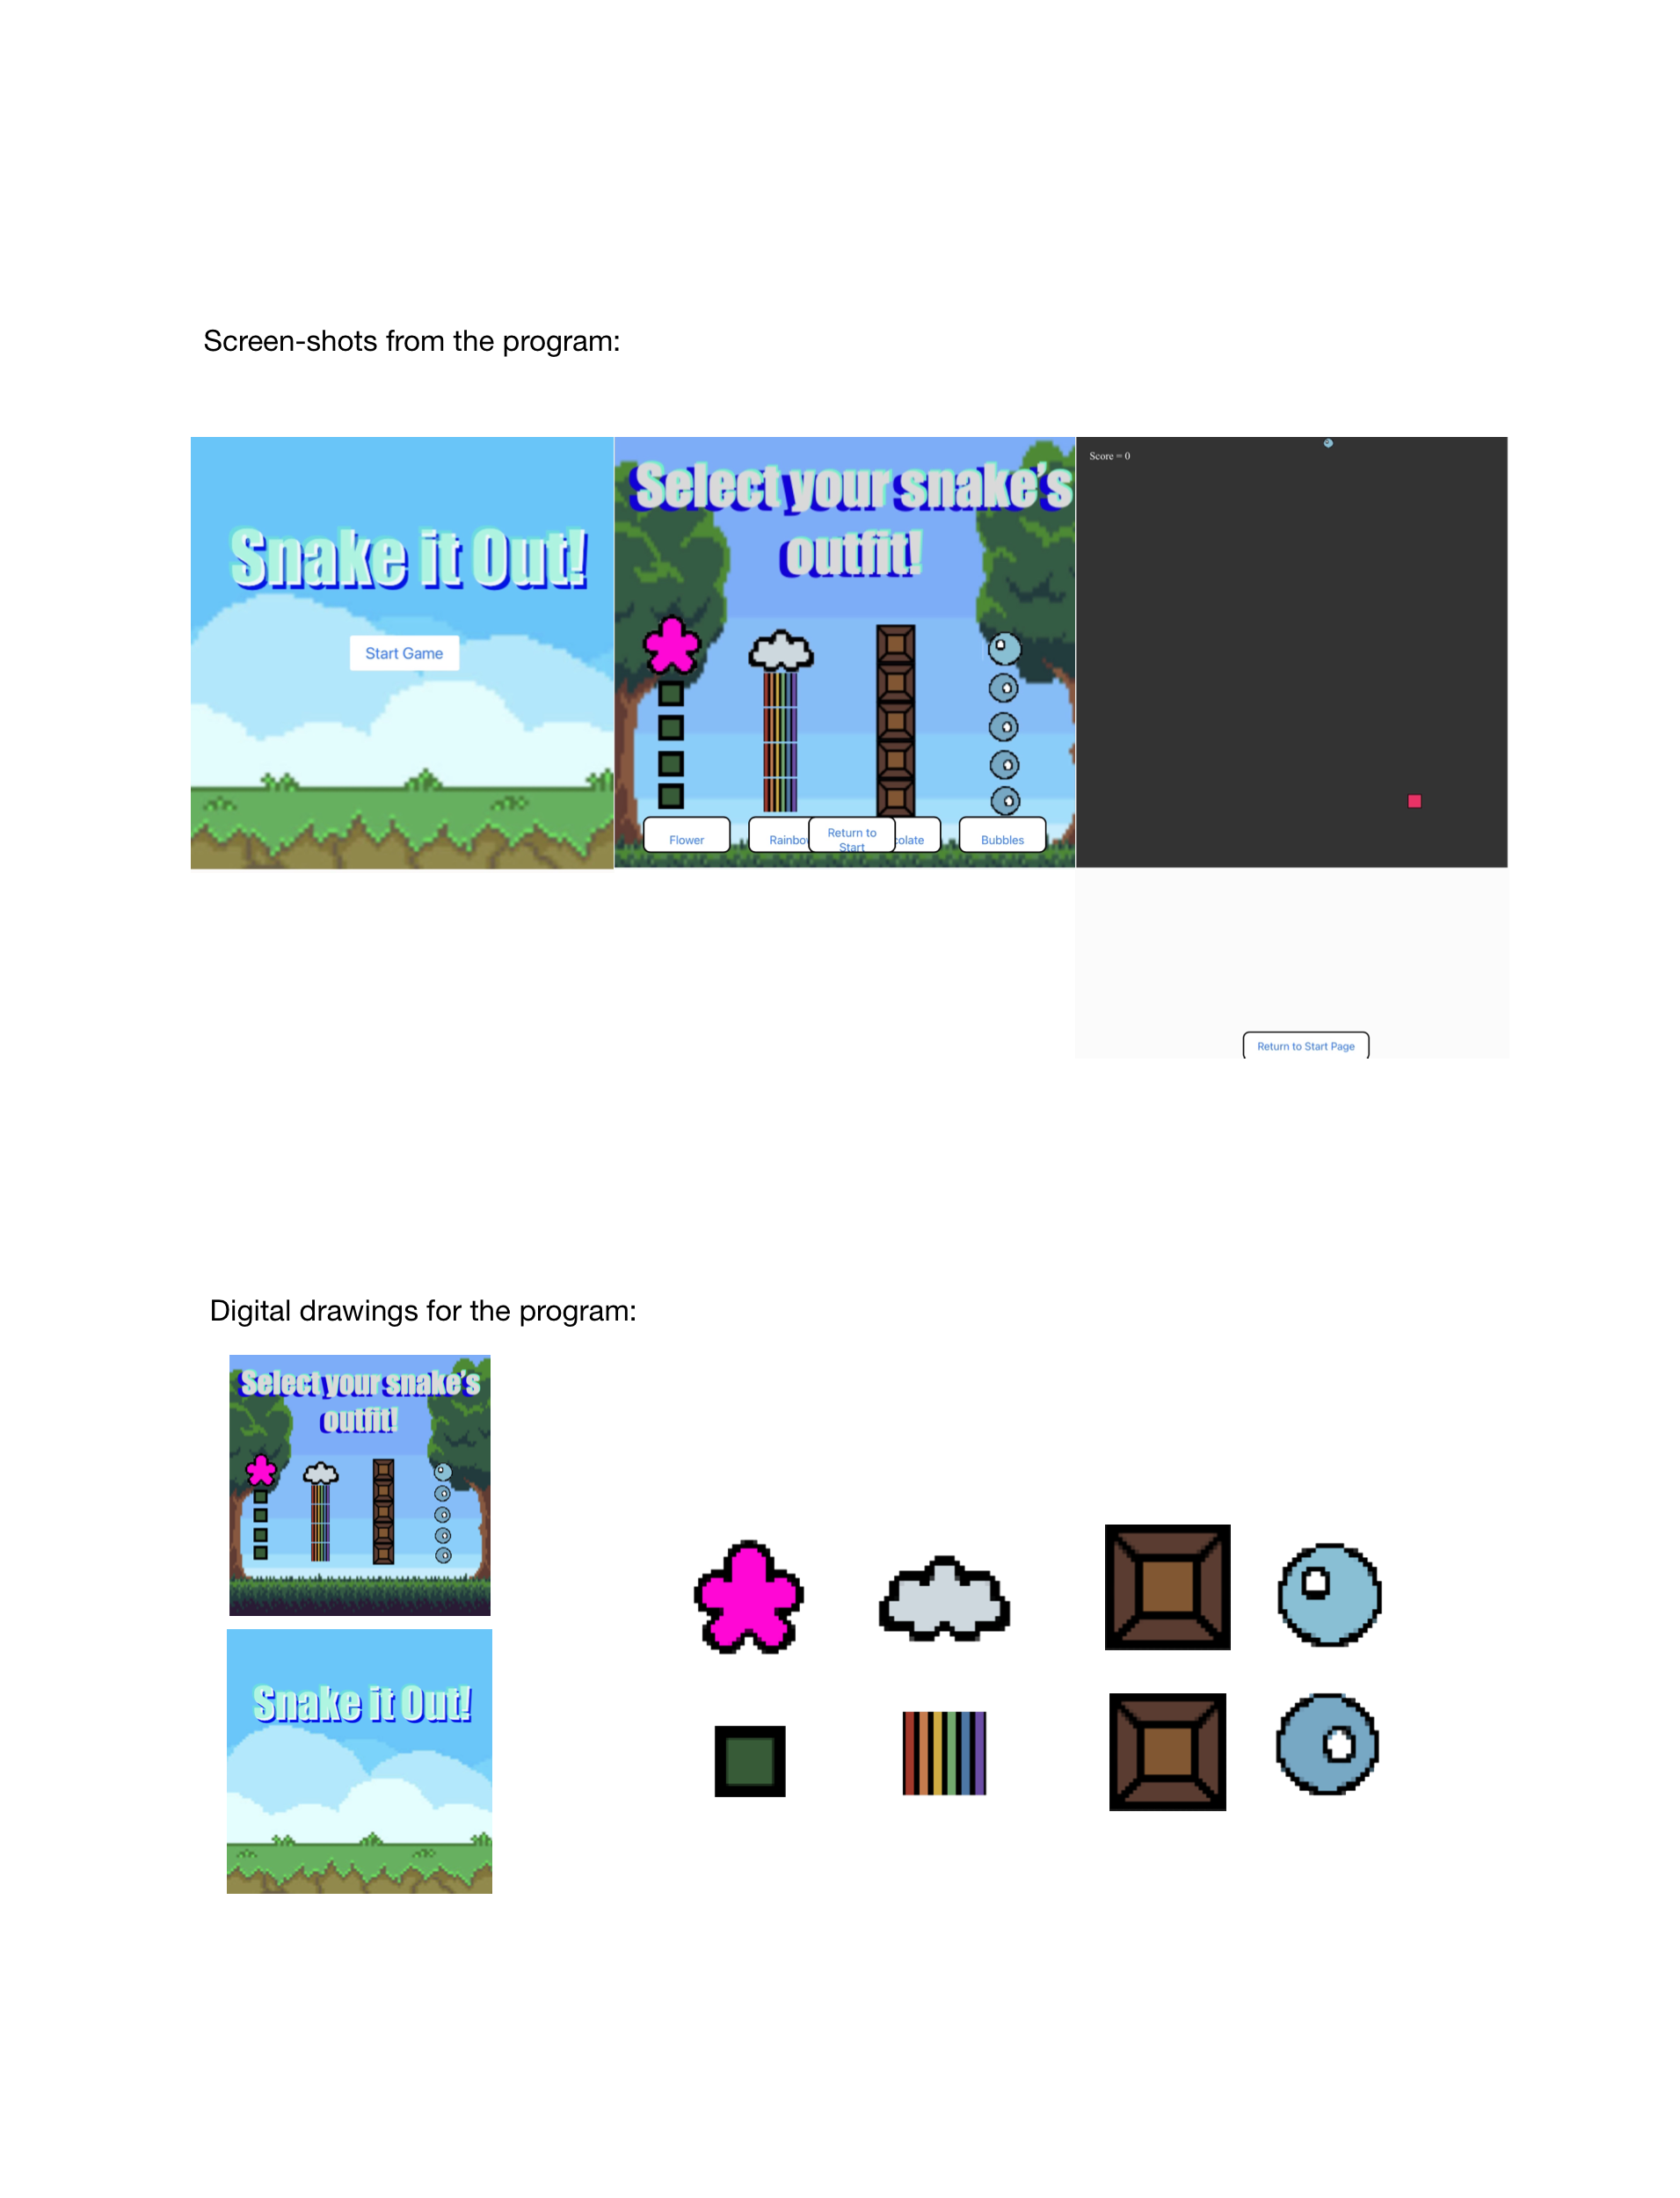 Screen-shots from the program:
Snake it Out!
Start Game
Select your snake's
outfit!
Flower
Rainbo
Return to
Start
colate
Bubbles
Score = 0
Return to Start Page
Digital drawings for the program:
Select your snake's
outfit!
Snake it Out!